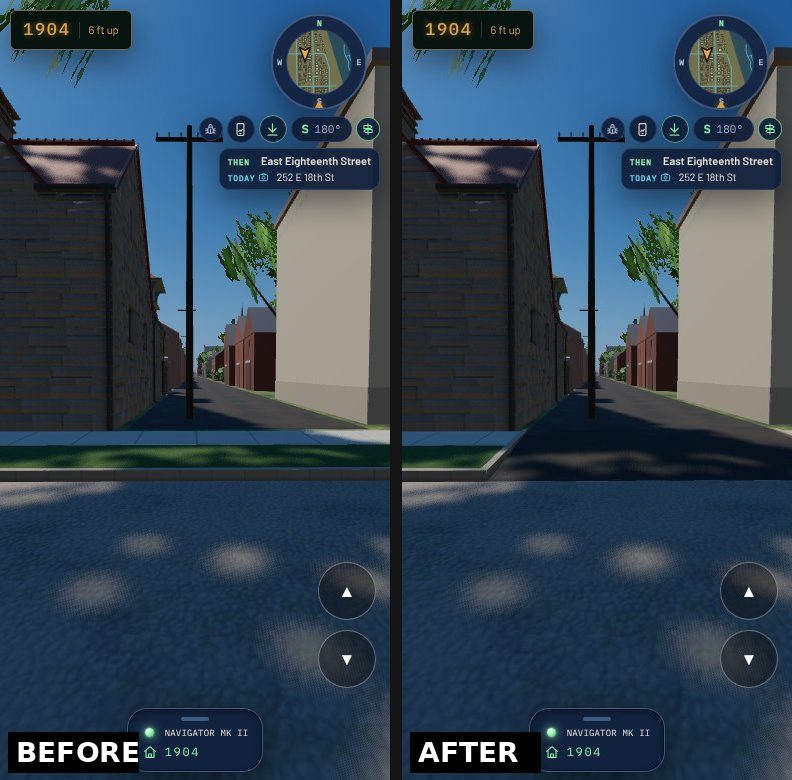 1904 6 ft up
N
W E
S
S 180°
THEN East Eighteenth Street
TODAY 252 E 18th St
NAVIGATOR MK II
1904
BEFORE
1904 6 ft up
N
W E
S
S 180°
THEN East Eighteenth Street
TODAY 252 E 18th St
NAVIGATOR MK II
1904
AFTER